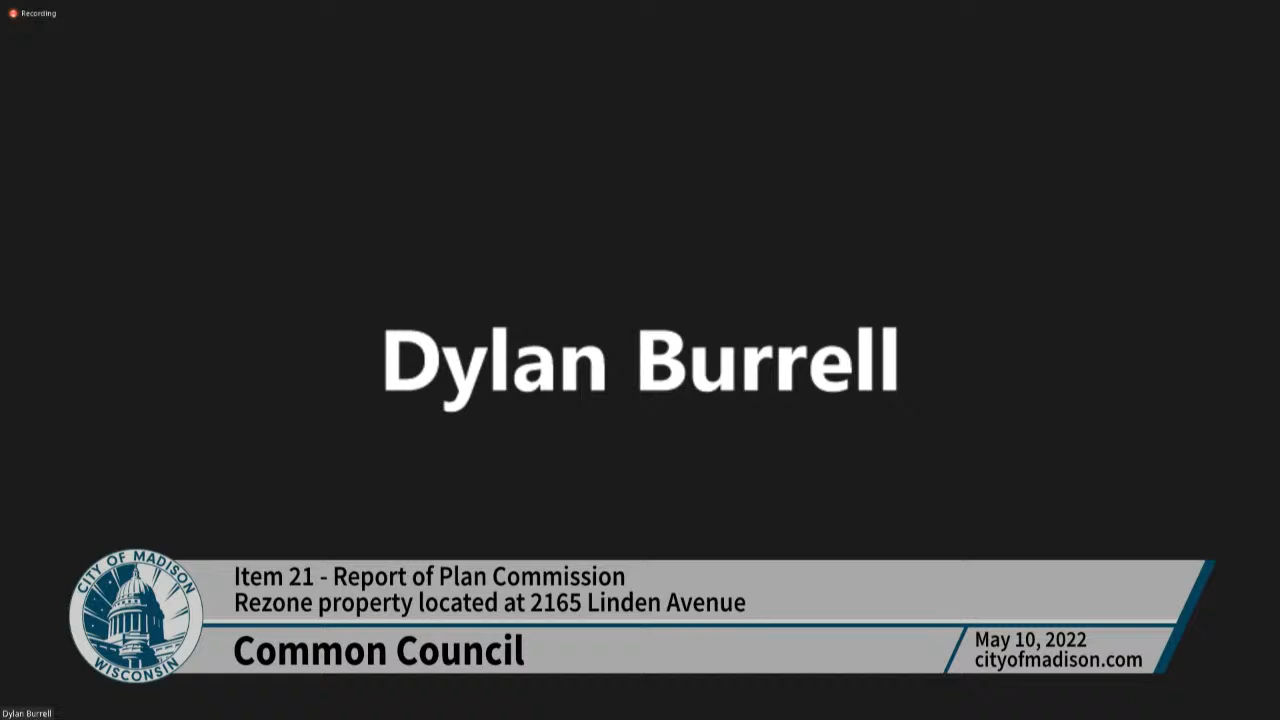 Recording
Dylan Burrell
CITY OF MADISON
WISCONSIN
Item 21 - Report of Plan Commission
Rezone property located at 2165 Linden Avenue
Common Council
May 10, 2022
cityofmadison.com
Dylan Burrell